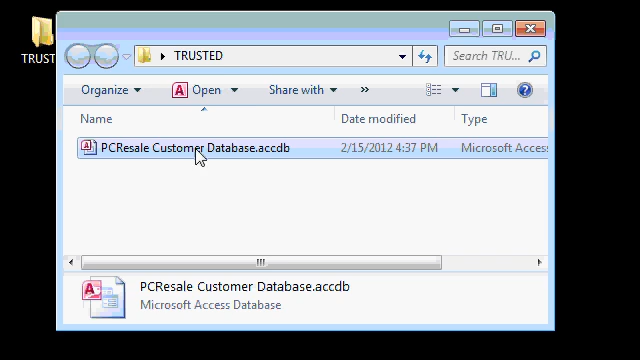 TRUST
TRUSTED
Search TRU...
Organize
Open
Share with
»
?
Name
Date modified
Type
PCResale Customer Database.accdb
2/15/2012 4:37 PM
Microsoft Access
PCResale Customer Database.accdb
Microsoft Access Database